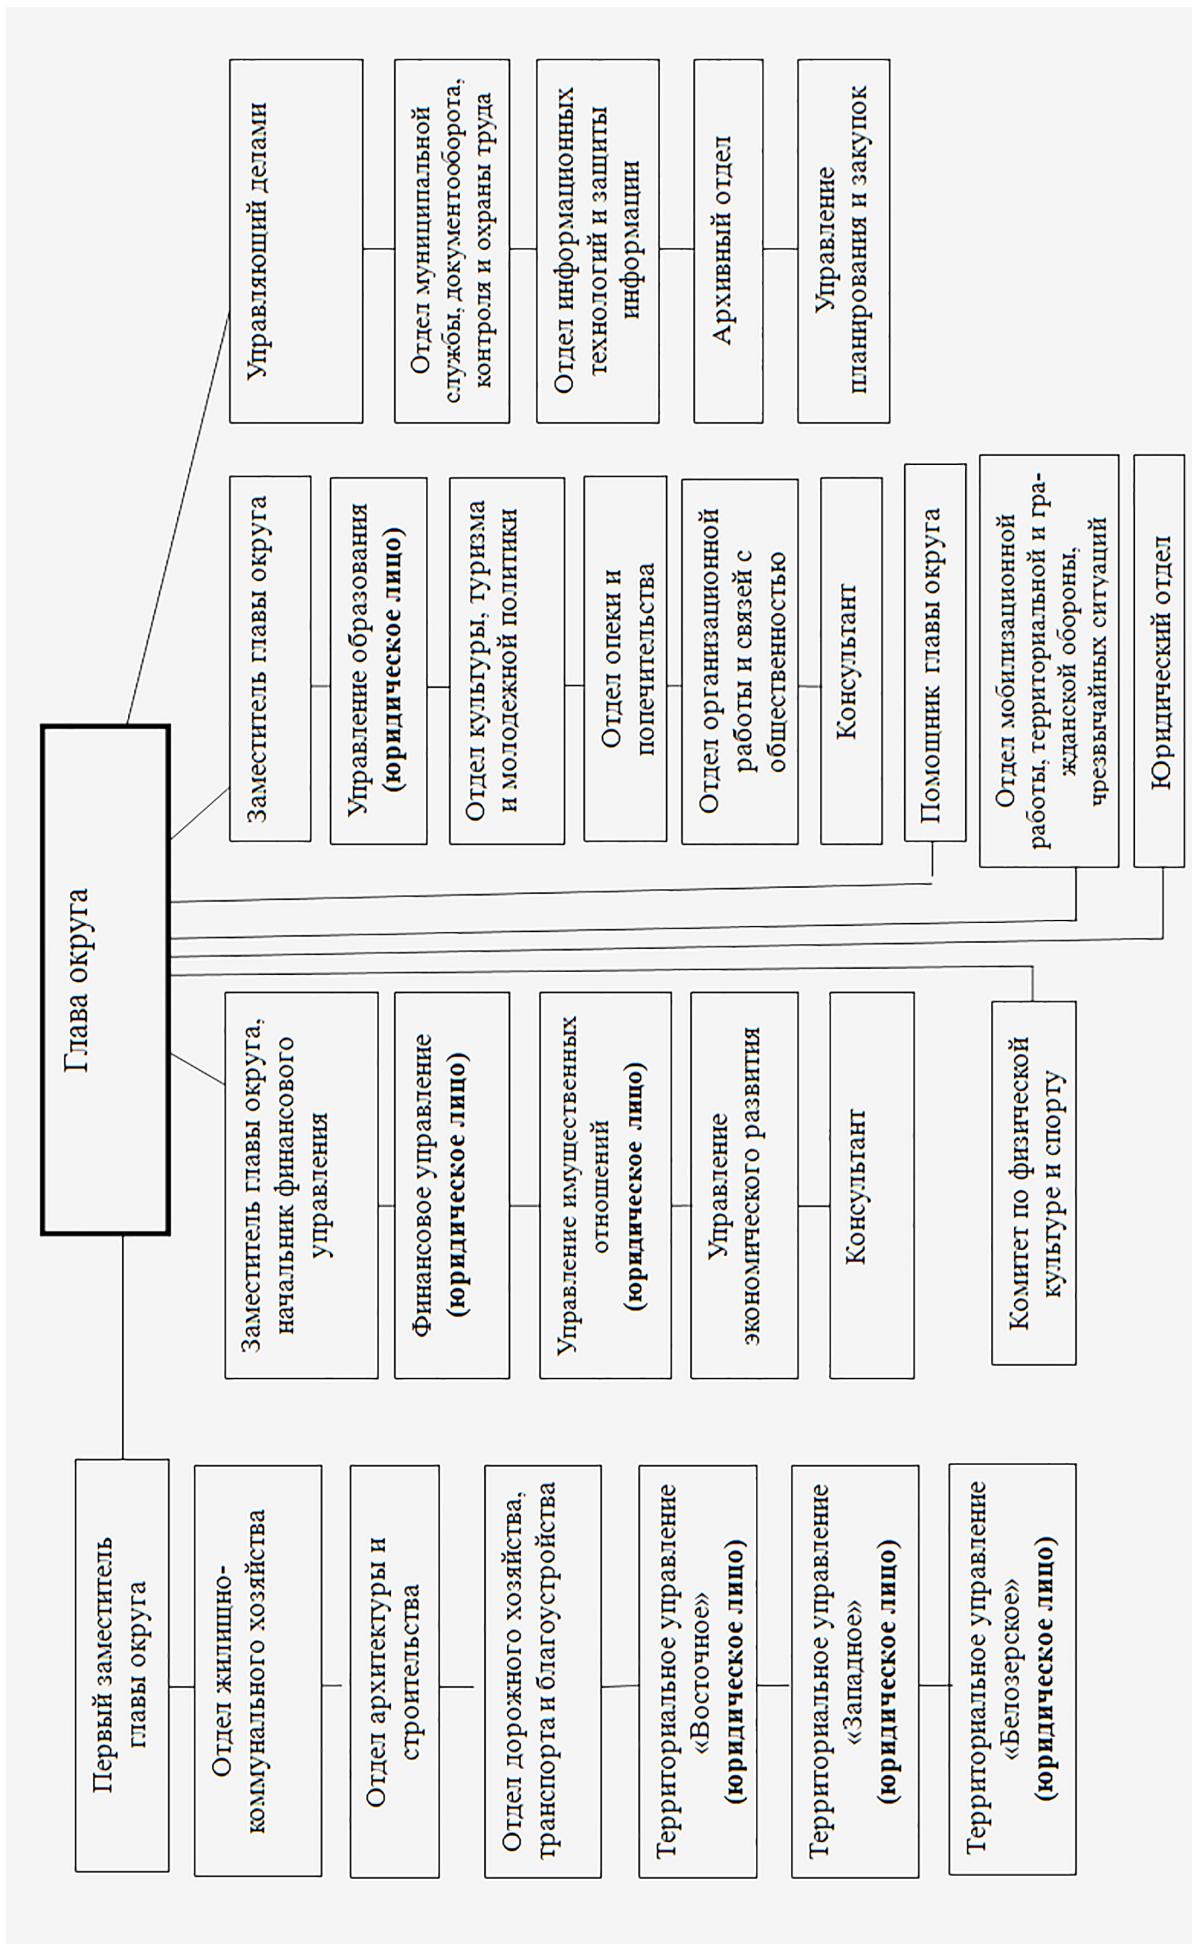 Глава округа
Первый заместитель
главы округа
Отдел жилищно-
коммунального хозяйства
Отдел архитектуры и
строительства
Отдел дорожного хозяйства,
транспорта и благоустройства
Территориальное управление
«Восточное»
(юридическое лицо)
Территориальное управление
«Западное»
(юридическое лицо)
Территориальное управление
«Белозерское»
(юридическое лицо)
Заместитель главы округа,
начальник финансового
управления
Финансовое управление
(юридическое лицо)
Управление имущественных
отношений
(юридическое лицо)
Управление
экономического развития
Консультант
Комитет по физической
культуре и спорту
Заместитель главы округа
Управление образования
(юридическое лицо)
Отдел культуры, туризма
и молодежной политики
Отдел опеки и
попечительства
Отдел организационной
работы и связей с
общественностью
Консультант
Помощник главы округа
Отдел мобилизационной
работы, территориальной и гра-
жданской обороны,
чрезвычайных ситуаций
Юридический отдел
Управляющий делами
Отдел муниципальной
службы, документооборота,
контроля и охраны труда
Отдел информационных
технологий и защиты
информации
Архивный отдел
Управление
планирования и закупок